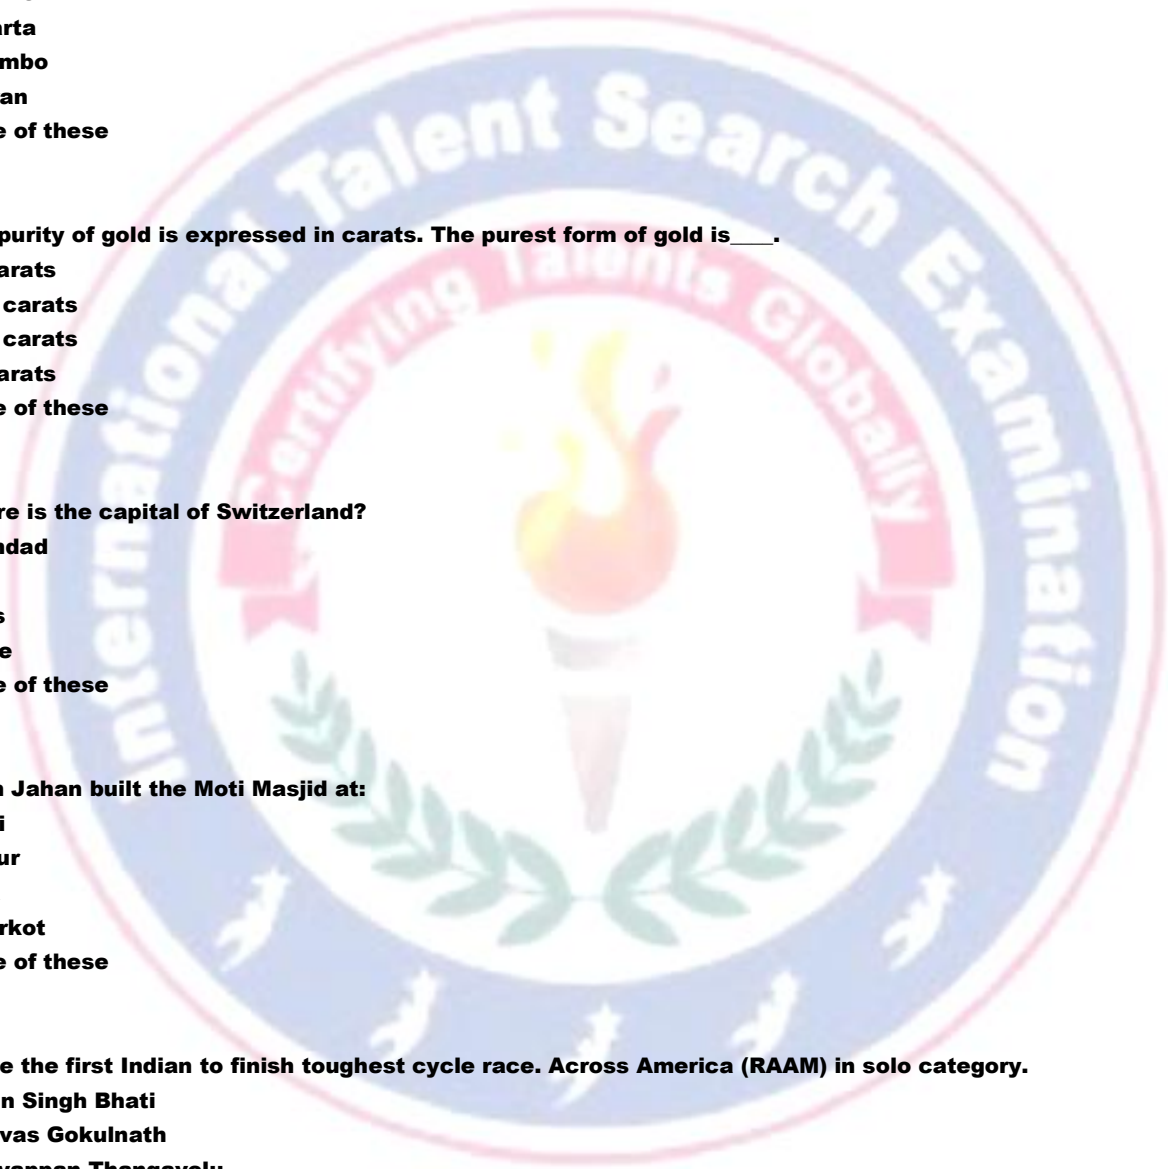 rta
mbo
an
e of these
purity of gold is expressed in carats. The purest form of gold is____.
arats
carats
carats
arats
e of these
re is the capital of Switzerland?
hdad
s
e
e of these
n Jahan built the Moti Masjid at:
i
ur
rkot
e of these
e the first Indian to finish toughest cycle race. Across America (RAAM) in solo category.
n Singh Bhati
vas Gokulnath
International Talent Search Examination
Certifying Talents Globally